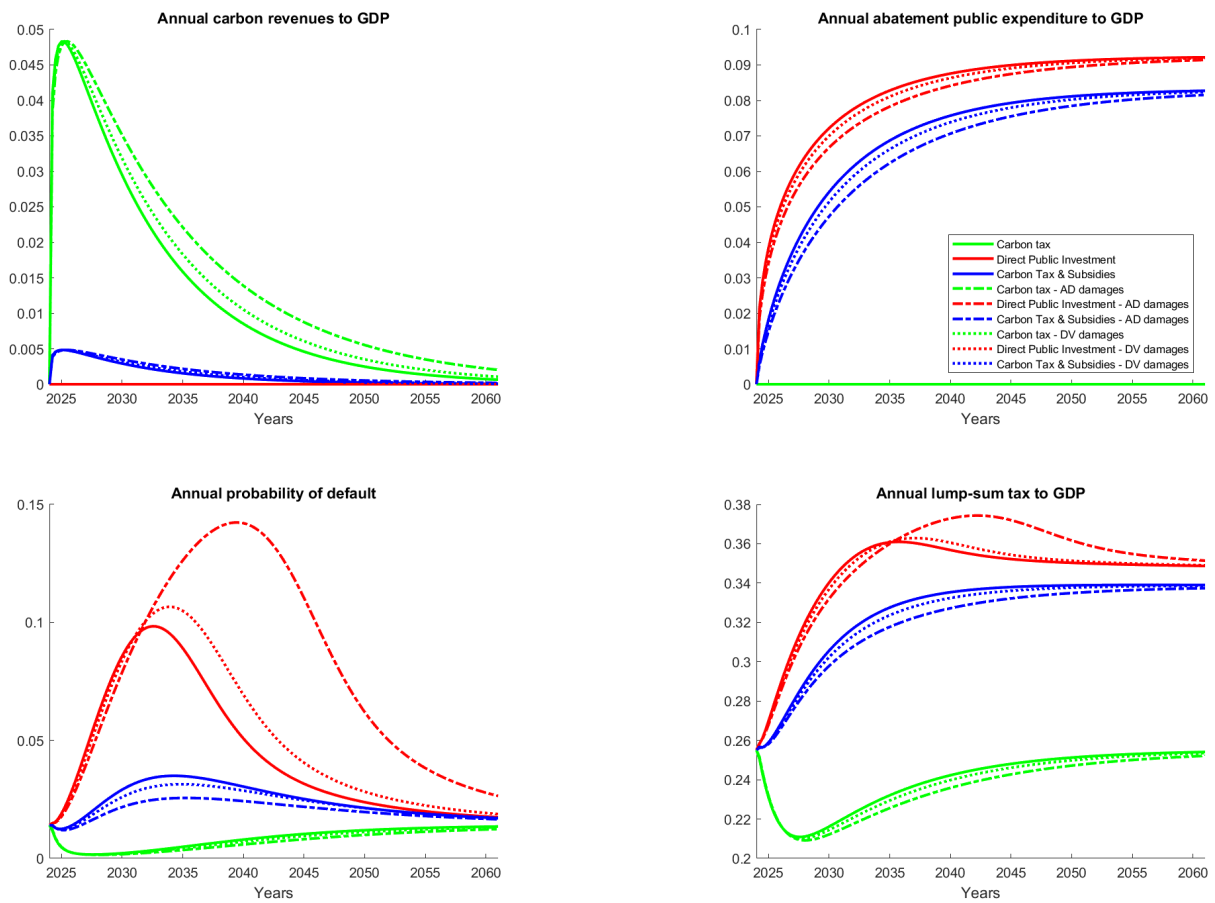 Annual carbon revenues to GDP
0.05
0.045
0.04
0.035
0.03
0.025
0.02
0.015
0.01
0.005
0
2025 2030 2035 2040 2045 2050 2055 2060
Years
Annual abatement public expenditure to GDP
0.1
0.09
0.08
0.07
0.06
0.05
0.04
0.03
0.02
0.01
0
Carbon tax
Direct Public Investment
Carbon Tax & Subsidies
Carbon tax - AD damages
Direct Public Investment - AD damages
Carbon Tax & Subsidies - AD damages
Carbon tax - DV damages
Direct Public Investment - DV damages
Carbon Tax & Subsidies - DV damages
2025 2030 2035 2040 2045 2050 2055 2060
Years
Annual probability of default
0.15
0.1
0.05
0
2025 2030 2035 2040 2045 2050 2055 2060
Years
Annual lump-sum tax to GDP
0.38
0.36
0.34
0.32
0.3
0.28
0.26
0.24
0.22
0.2
2025 2030 2035 2040 2045 2050 2055 2060
Years